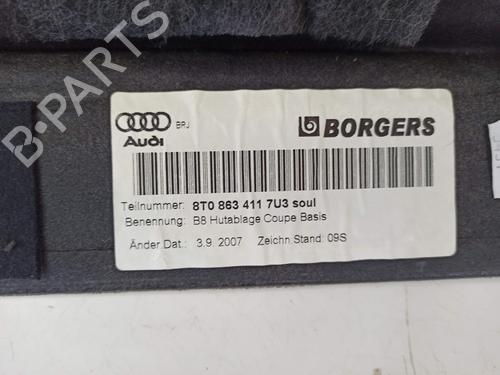 Audi
BRJ
BORGERS
Teilnummer: 8T0 863 411 7U3 soul
Benennung: B8 Hutablage Coupe Basis
Änder Dat.: 3.9. 2007 Zeichn.Stand: 09S
B-PARTS